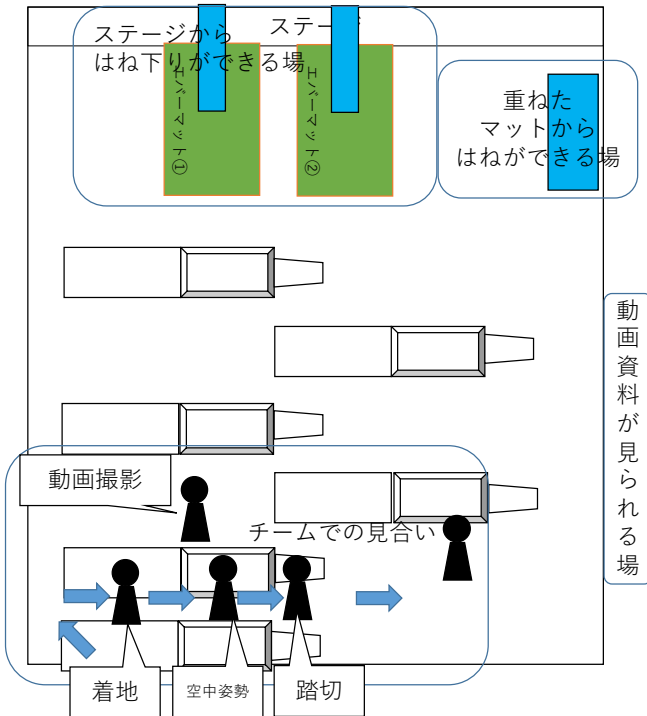 ステージから
はね下りができる場
ステージ
エバーマット①
エバーマット②
重ねた
マットから
はねができる場
動画資料が見られる場
動画撮影
チームでの見合い
着地
空中姿勢
踏切